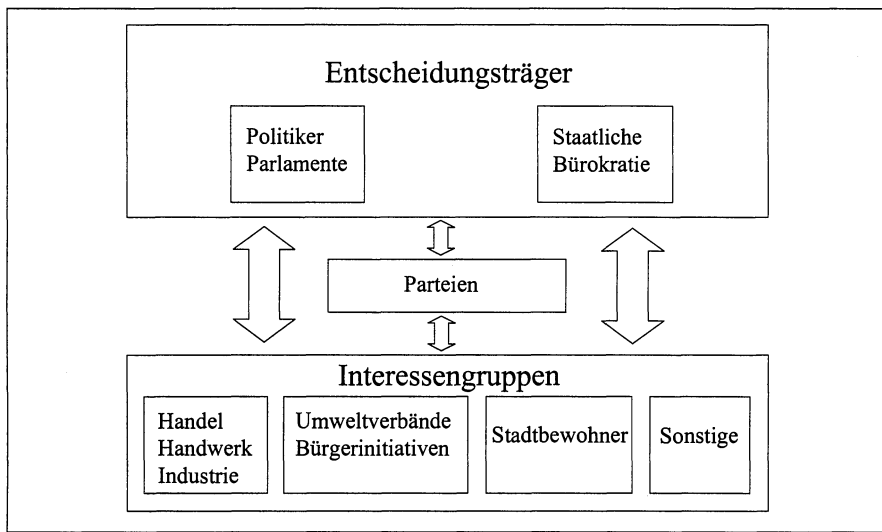 Entscheidungsträger
Politiker
Parlamente
Staatliche
Bürokratie
Parteien
Interessengruppen
Handel
Handwerk
Industrie
Umweltverbände
Bürgerinitiativen
Stadtbewohner
Sonstige